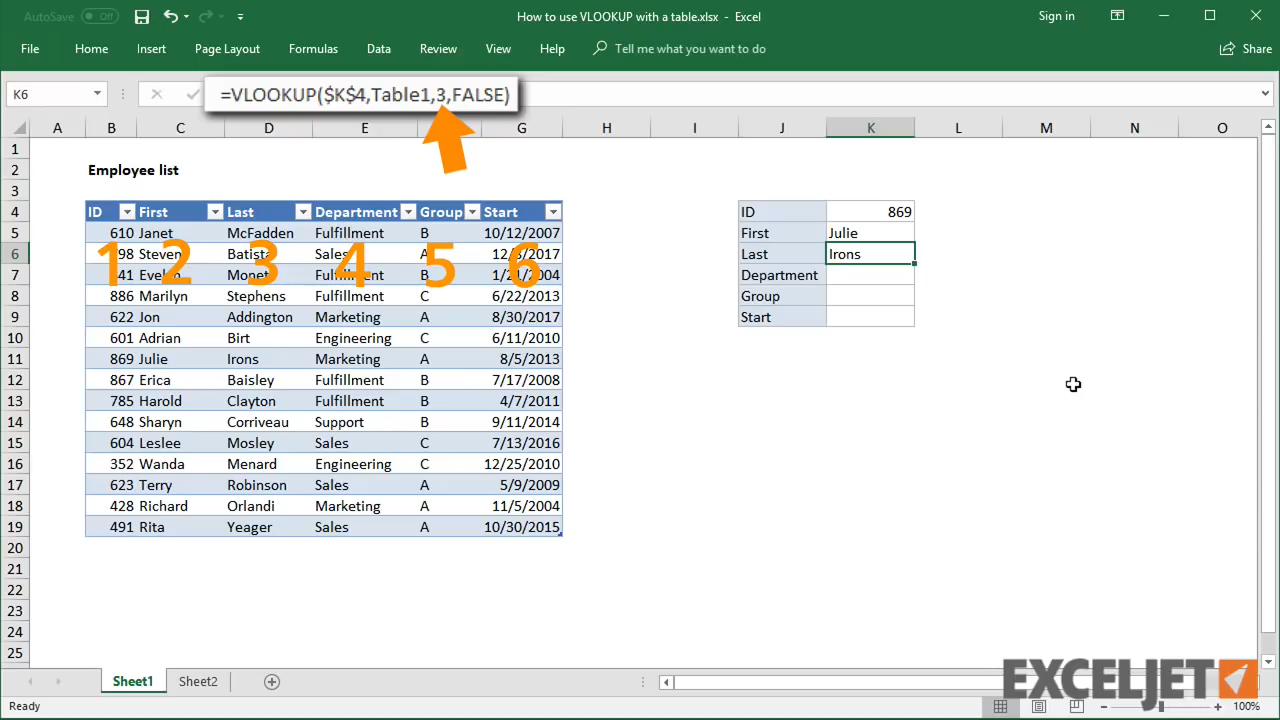 AutoSave Off How to use VLOOKUP with a table.xlsx - Excel Sign in
File Home Insert Page Layout Formulas Data Review View Help Tell me what you want to do Share
K6 =VLOOKUP($K$4,Table1,3,FALSE)
A B C D E F G H I J K L M N O
1
2 Employee list
3
4 ID First Last Department Group Start ID 869
5 610 Janet McFadden Fulfillment B 10/12/2007 First Julie
6 98 Steven Batista Sales A Last Irons
7 41 Evelyn Monet Fulfillment B Department
1 2 3 4 5 6
8 886 Marilyn Stephens Fulfillment C 6/22/2013 Group
9 622 Jon Addington Marketing A 8/30/2017 Start
10 601 Adrian Birt Engineering C 6/11/2010
11 869 Julie Irons Marketing A 8/5/2013
12 867 Erica Baisley Fulfillment B 7/17/2008
13 785 Harold Clayton Fulfillment B 4/7/2011
14 648 Sharyn Corriveau Support B 9/11/2014
15 604 Leslee Mosley Sales C 7/13/2016
16 352 Wanda Menard Engineering C 12/25/2010
17 623 Terry Robinson Sales A 5/9/2009
18 428 Richard Orlandi Marketing A 11/5/2004
19 491 Rita Yeager Sales A 10/30/2015
20
21
22
23
24
25
Sheet1 Sheet2
EXCELJET
Ready 100%